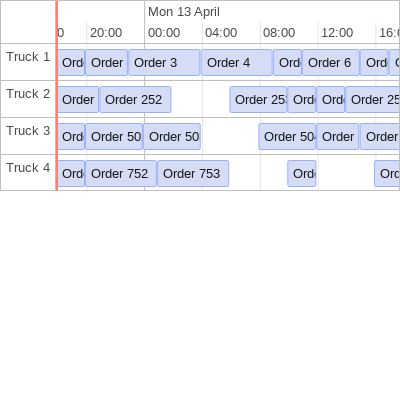 Mon 13 April
0 20:00 00:00 04:00 08:00 12:00 16:0
Truck 1 Ord Order Order 3 Order 4 Ord Order 6 Ord
Truck 2 Order Order 252 Order 25 Ord Ord Order 25
Truck 3 Ord Order 50 Order 50 Order 50 Order Order
Truck 4 Ord Order 752 Order 753 Ord Ord